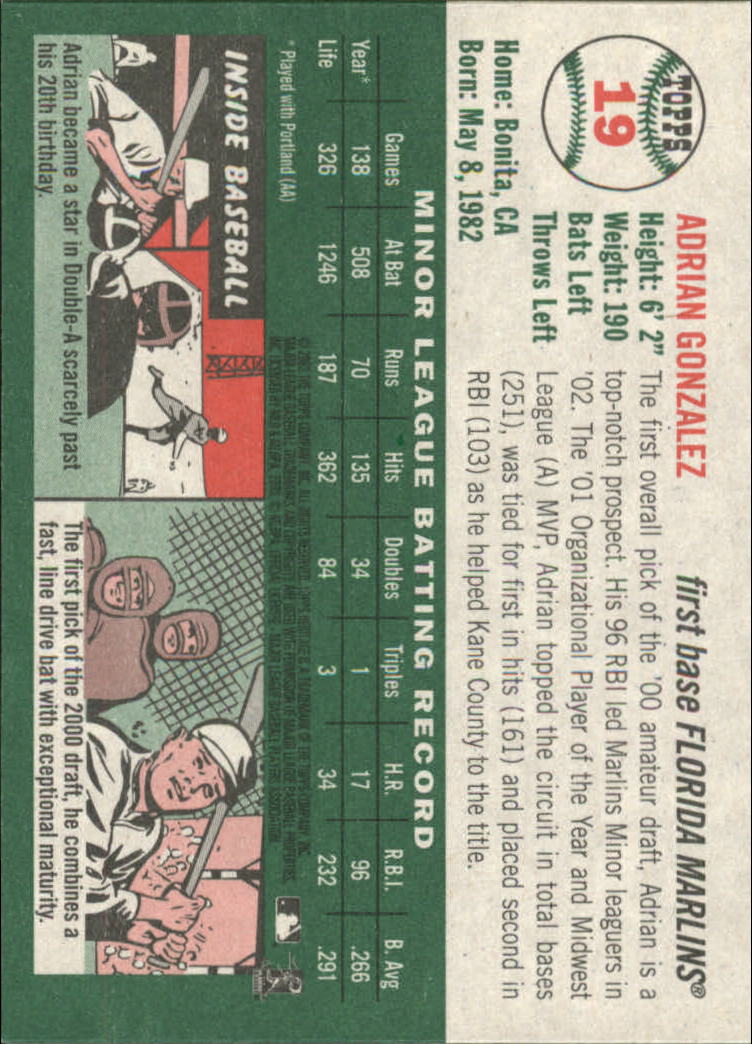 TOPPS
19
ADRIAN GONZALEZ first base FLORIDA MARLINS®
Height: 6' 2"
Weight: 190
Bats Left
Throws Left
Home: Bonita, CA
Born: May 8, 1982
The first overall pick of the '00 amateur draft, Adrian is a
top-notch prospect. His 96 RBI led Marlins Minor leaguers in
'02. The '01 Organizational Player of the Year and Midwest
League (A) MVP, Adrian topped the circuit in total bases
(251), was tied for first in hits (161) and placed second in
RBI (103) as he helped Kane County to the title.
MINOR LEAGUE BATTING RECORD
Games At Bat Runs Hits Doubles Triples H.R. R.B.I. B. Avg
Year* 138 508 70 135 34 1 17 96 .266
Life 326 1246 187 362 84 3 34 232 .291
* Played with Portland (AA)
INSIDE BASEBALL
Adrian became a star in Double-A scarcely past
his 20th birthday.
The first pick of the 2000 draft, he combines a
fast, line drive bat with exceptional maturity.